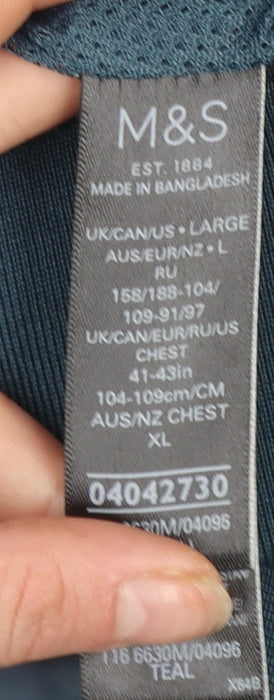 M&S
EST. 1884
MADE IN BANGLADESH
UK/CAN/US • LARGE
AUS/EUR/NZ • L
RU
158/188-104/
109-91/97
UK/CAN/EUR/RU/US
CHEST
41-43in
104-109cm/CM
AUS/NZ CHEST
XL
04042730
6630M/04096
T16 6630M/04096
TEAL
X64B